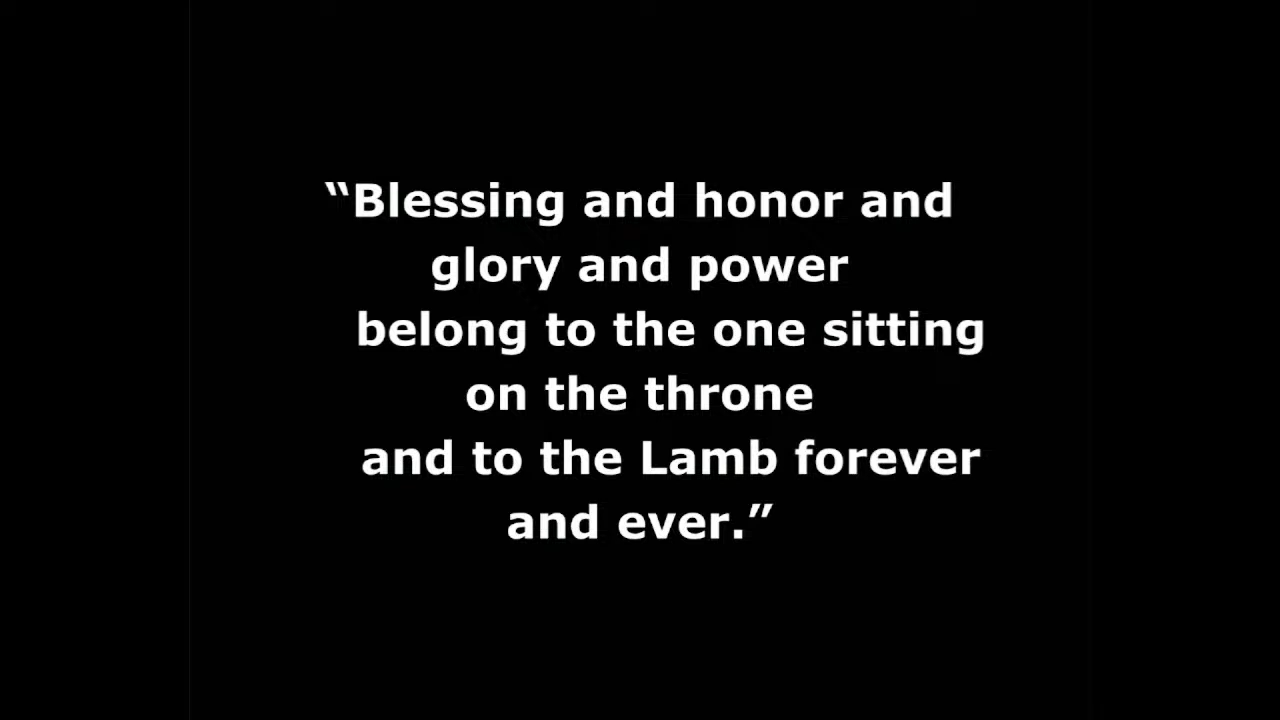 “Blessing and honor and
glory and power
belong to the one sitting
on the throne
and to the Lamb forever
and ever.”